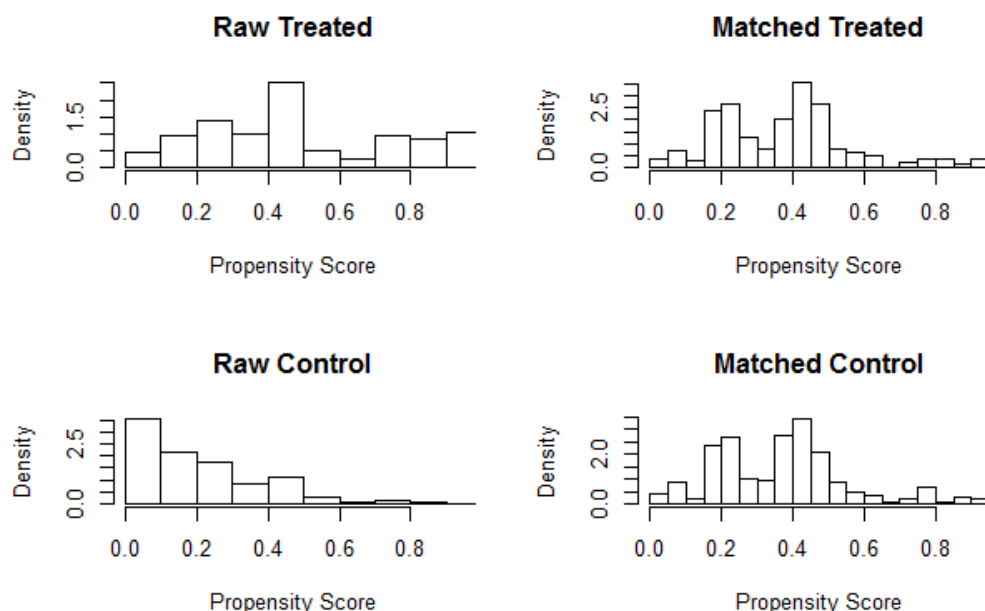 Raw Treated
Matched Treated
Density
0.0 1.5
0.0 0.2 0.4 0.6 0.8
Propensity Score
Density
0.0 2.5
0.0 0.2 0.4 0.6 0.8
Propensity Score
Raw Control
Matched Control
Density
0.0 2.5
0.0 0.2 0.4 0.6 0.8
Propensity Score
Density
0.0 2.0
0.0 0.2 0.4 0.6 0.8
Propensity Score